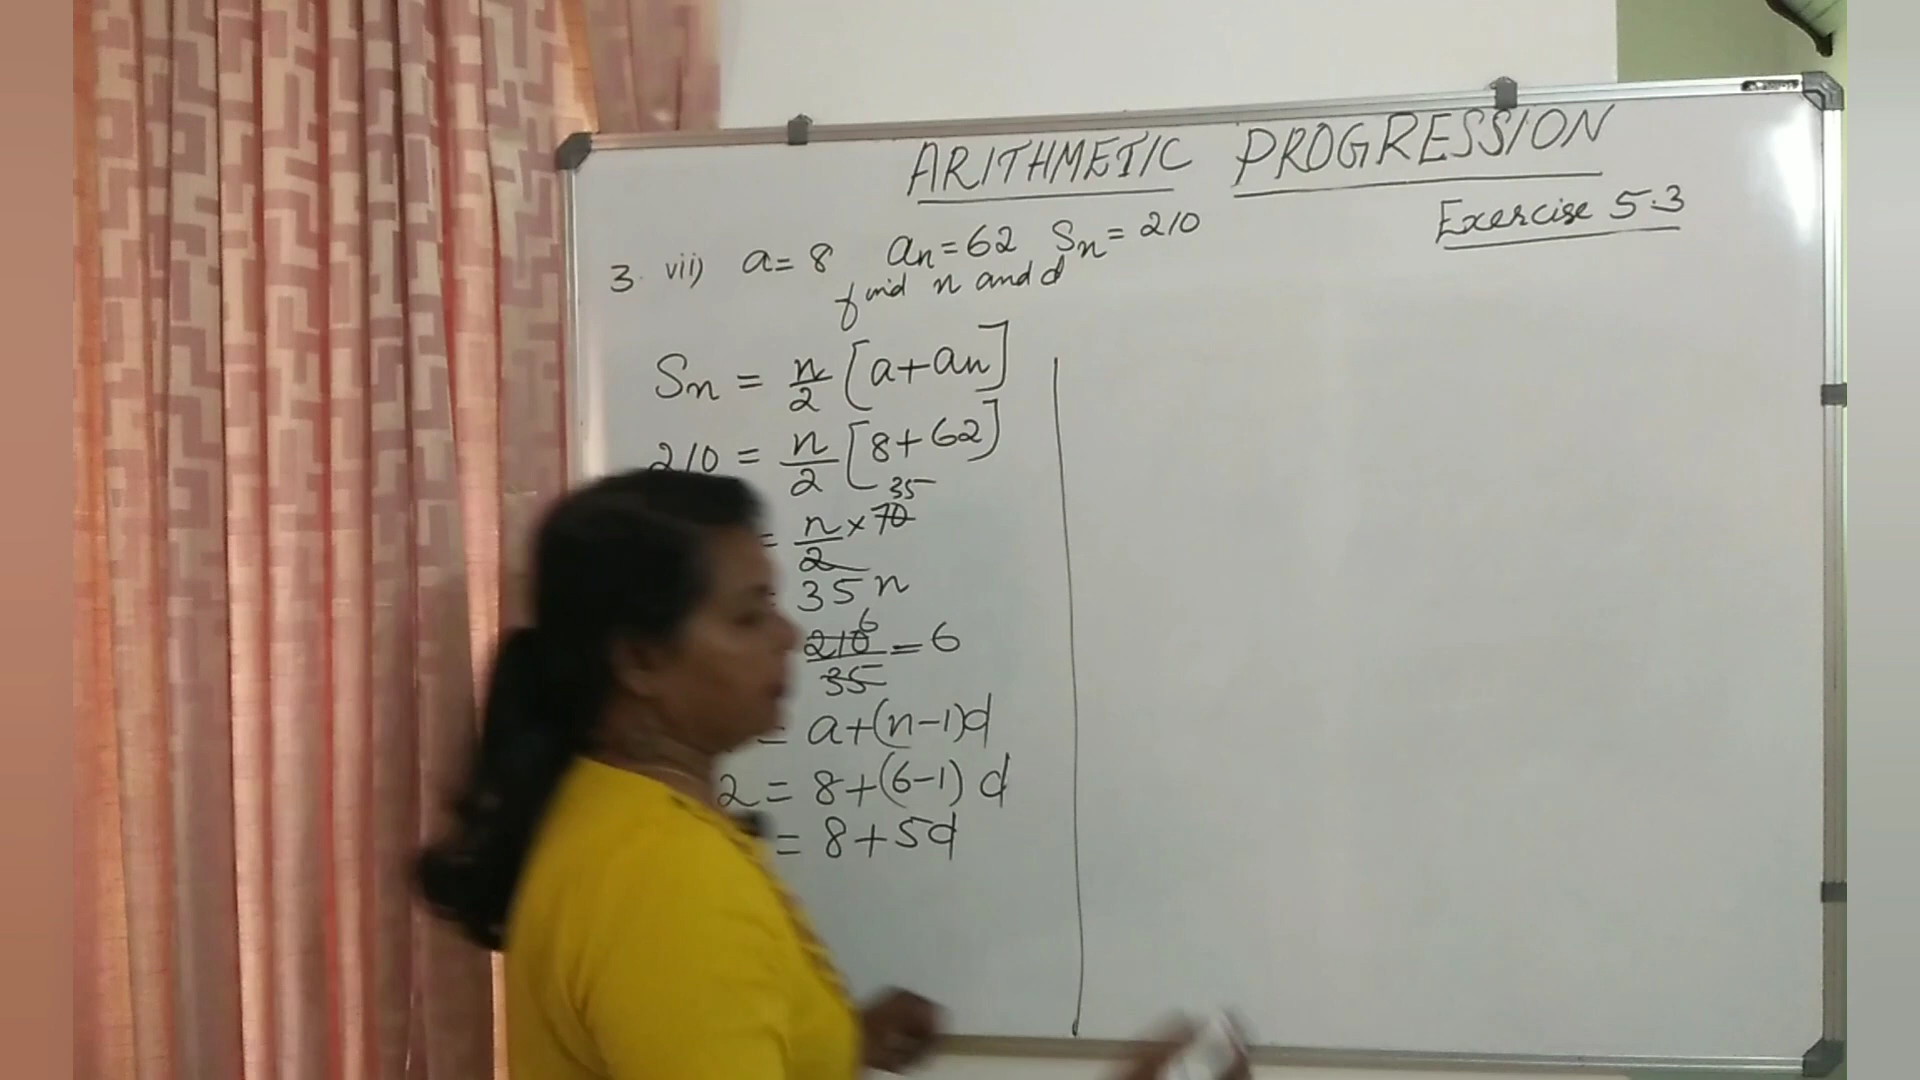 ARITHMETIC PROGRESSION
Exercise 5.3
3. vii) a = 8 an = 62 Sn = 210
find n and d
Sn = n/2 [a + an]
210 = n/2 [8 + 62]
35
= n/2 × 70
35 n
6
210/35 = 6
= a + (n - 1) d
2 = 8 + (6 - 1) d
= 8 + 5d